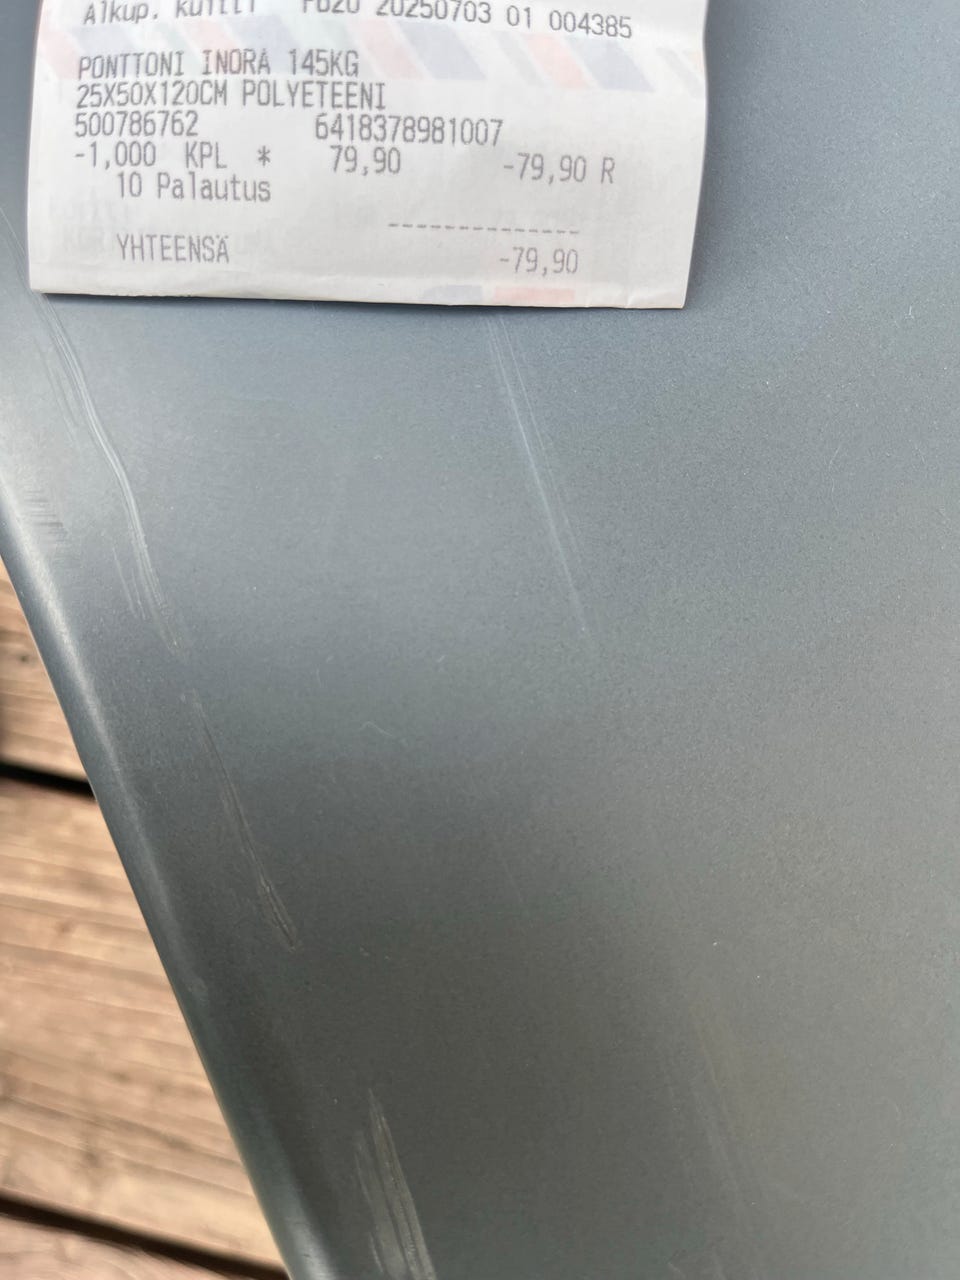 Alkup. kuitti P020 20250703 01 004385
PONTTONI INORA 145KG
25X50X120CM POLYETEENI
500786762 6418378981007
-1,000 KPL * 79,90 -79,90 R
10 Palautus
YHTEENSÄ -79,90